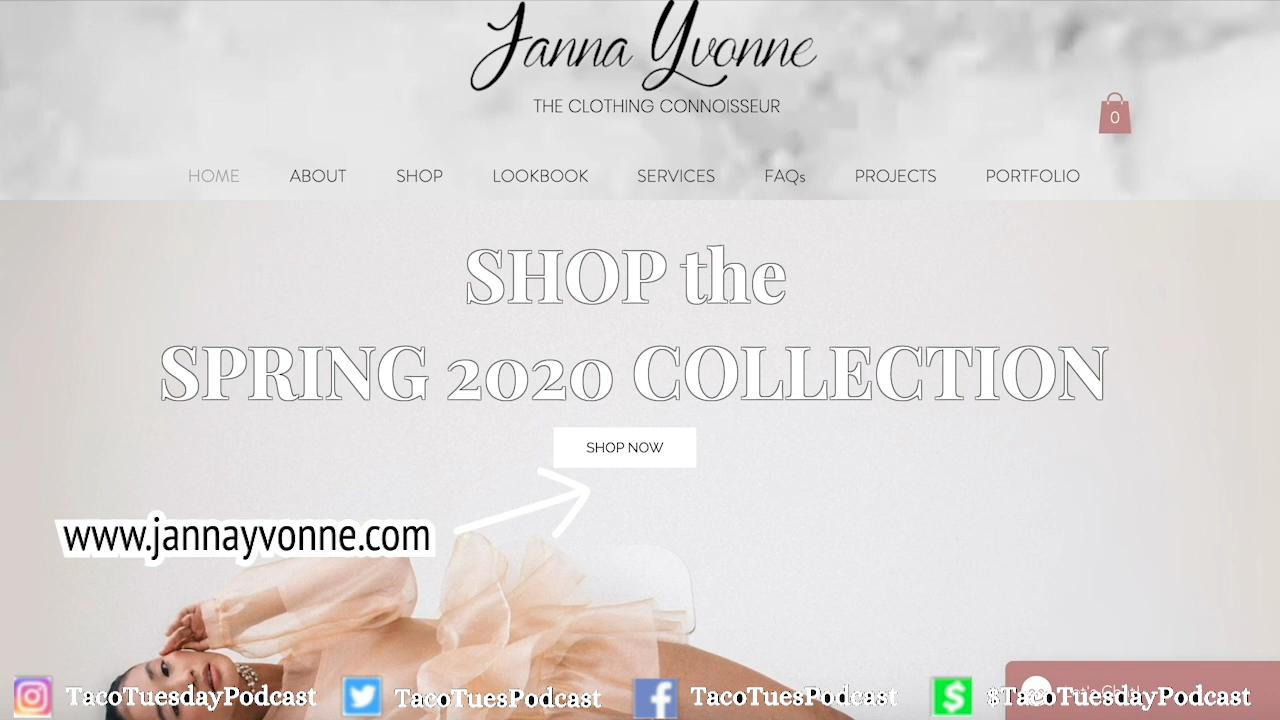 Janna Yvonne
THE CLOTHING CONNOISSEUR
0
HOME ABOUT SHOP LOOKBOOK SERVICES FAQs PROJECTS PORTFOLIO
SHOP the
SPRING 2020 COLLECTION
SHOP NOW
www.jannayvonne.com
TacoTuesdayPodcast TacoTuesPodcast TacoTuesPodcast $TacoTuesdayPodcast